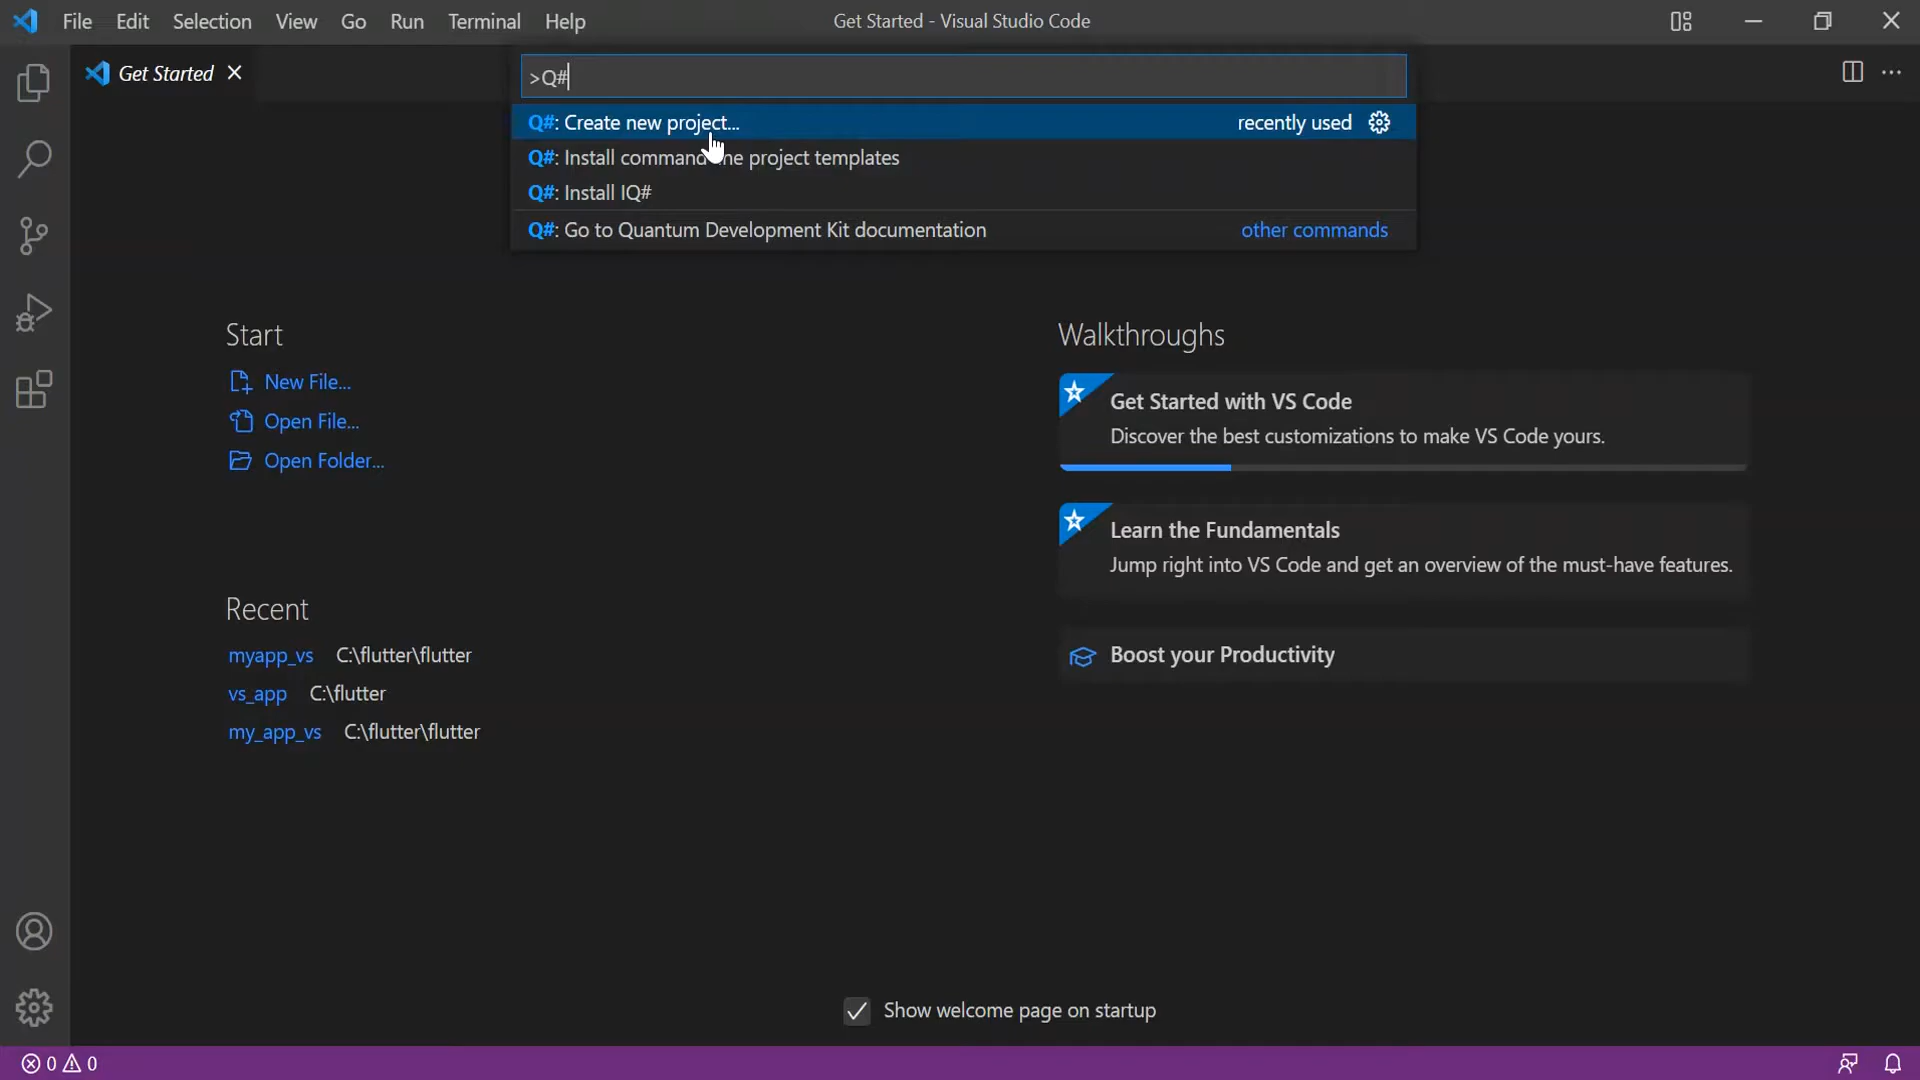 File Edit Selection View Go Run Terminal Help Get Started - Visual Studio Code
Get Started
>Q#
Q#: Create new project... recently used
Q#: Install command ne project templates
Q#: Install IQ#
Q#: Go to Quantum Development Kit documentation other commands
Start
New File...
Open File...
Open Folder...
Recent
myapp_vs C:\flutter\flutter
vs_app C:\flutter
my_app_vs C:\flutter\flutter
Walkthroughs
Get Started with VS Code
Discover the best customizations to make VS Code yours.
Learn the Fundamentals
Jump right into VS Code and get an overview of the must-have features.
Boost your Productivity
Show welcome page on startup
0 0